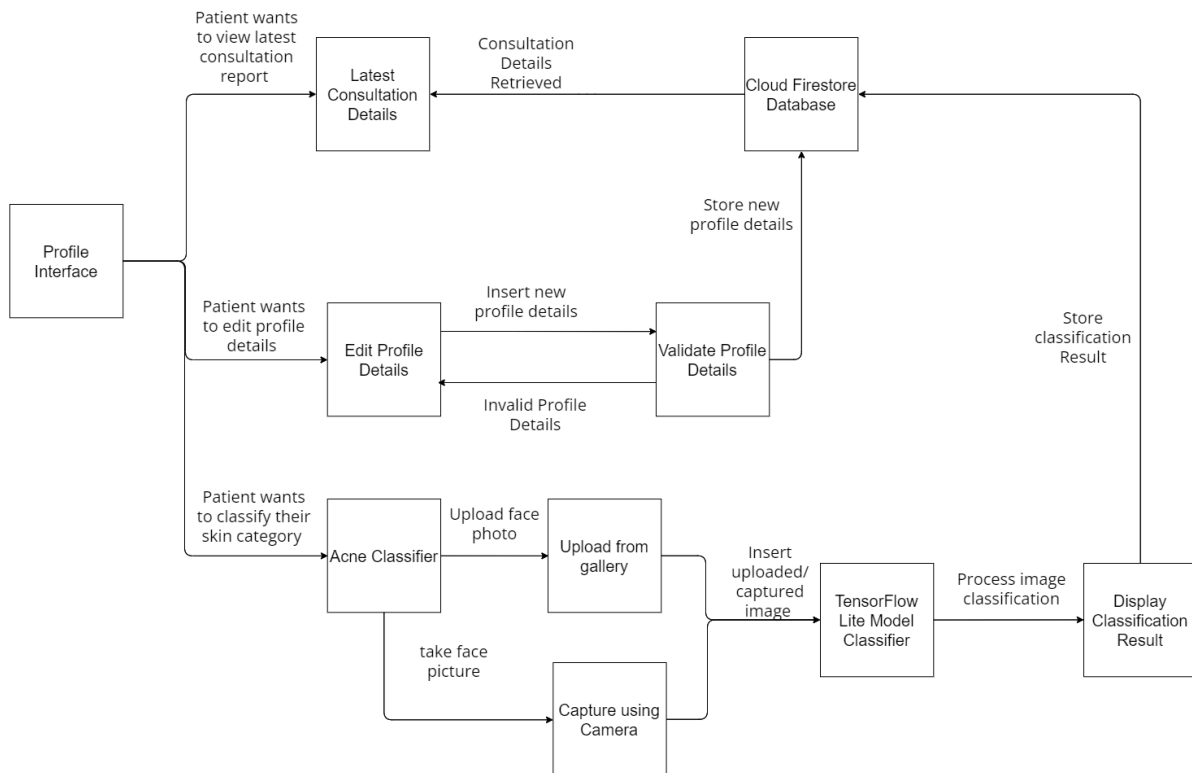 Patient wants
to view latest
consultation
report
Latest
Consultation
Details
Consultation
Details
Retrieved
Cloud Firestore
Database
Profile
Interface
Store new
profile details
Patient wants
to edit profile
details
Edit Profile
Details
Insert new
profile details
Validate Profile
Details
Invalid Profile
Details
Store
classification
Result
Patient wants
to classify their
skin category
Acne Classifier
Upload face
photo
Upload from
gallery
take face
picture
Capture using
Camera
Insert
uploaded/
captured
image
TensorFlow
Lite Model
Classifier
Process image
classification
Display
Classification
Result